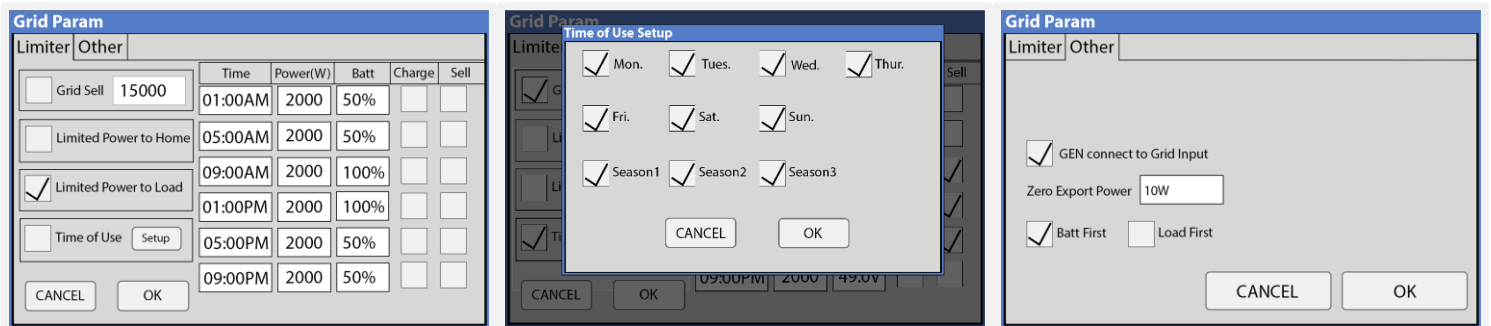 Grid Param
Limiter Other
Time Power(W) Batt Charge Sell
Grid Sell 15000
01:00AM 2000 50%
Limited Power to Home
05:00AM 2000 50%
09:00AM 2000 100%
Limited Power to Load
01:00PM 2000 100%
Time of Use Setup
05:00PM 2000 50%
09:00PM 2000 50%
CANCEL OK
Grid Param
Time of Use Setup
Limite
Mon. Tues. Wed. Thur.
Sell
G
Fri. Sat. Sun.
Li
Season1 Season2 Season3
Li
CANCEL OK
Ti
09:00PM 2000 49.0V
CANCEL OK
Grid Param
Limiter Other
GEN connect to Grid Input
Zero Export Power 10W
Batt First Load First
CANCEL OK